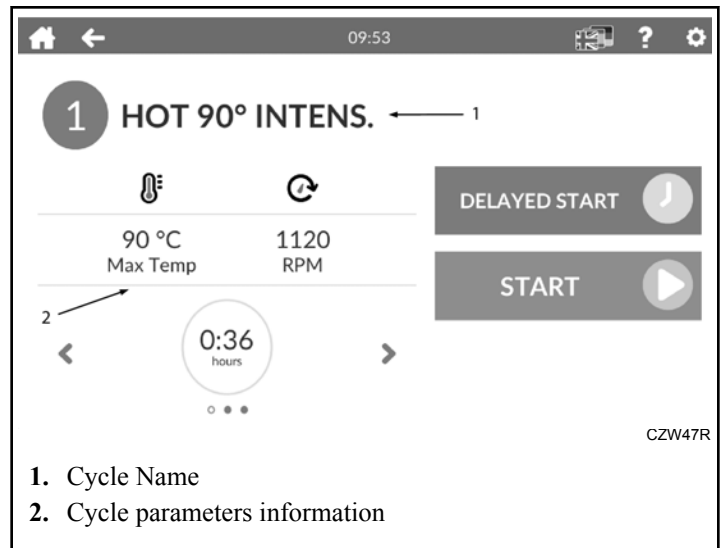 09:53 ?
1 HOT 90° INTENS. 1
DELAYED START
90 °C 1120
Max Temp RPM
START
2
0:36
hours
CZW47R
1. Cycle Name
2. Cycle parameters information